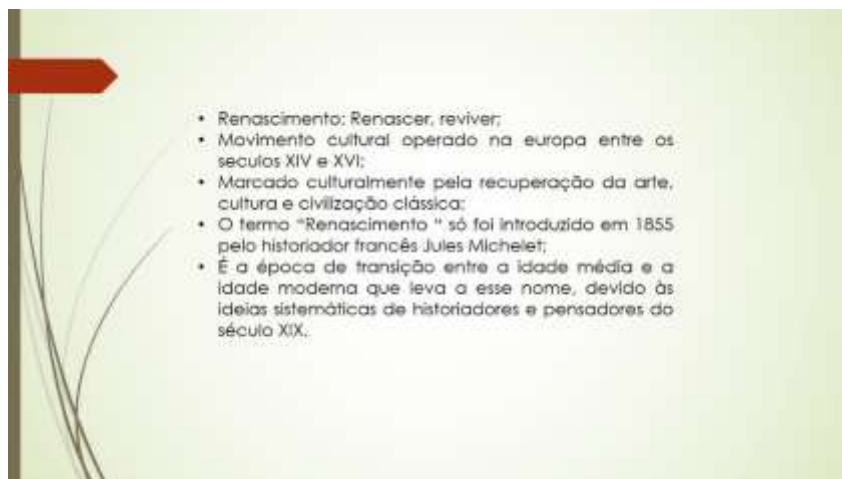 • Renascimento: Renascer, reviver;
• Movimento cultural operado na europa entre os
seculos XIV e XVI;
• Marcado culturalmente pela recuperação da arte,
cultura e civilização clássica;
• O termo “Renascimento “ só foi introduzido em 1855
pelo historiador francês Jules Michelet;
• É a época de transição entre a idade média e a
idade moderna que leva a esse nome, devido às
ideias sistemáticas de historiadores e pensadores do
século XIX.